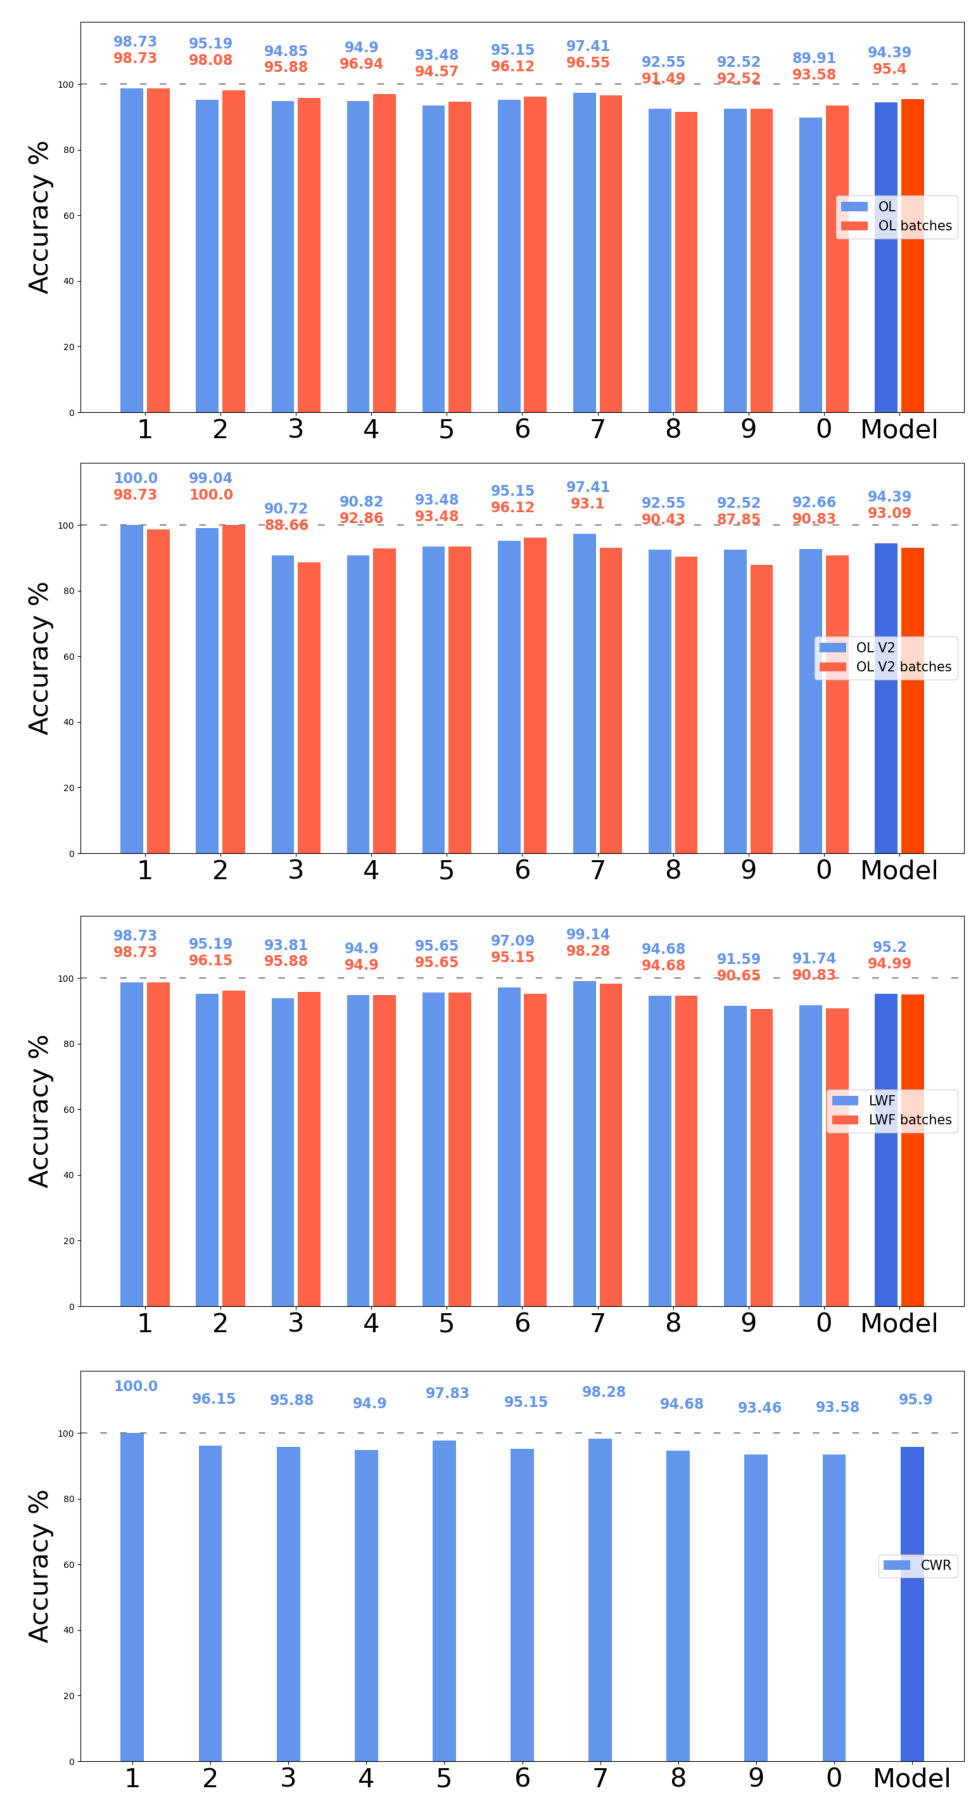 98.73 95.19 94.85 94.9 93.48 95.15 97.41 92.55 92.52 89.91 94.39
98.73 98.08 95.88 96.94 94.57 96.12 96.55 91.49 92.52 93.58 95.4
100
80
60
40
20
0
Accuracy %
OL
OL batches
1 2 3 4 5 6 7 8 9 0 Model
100.0 99.04 90.72 90.82 93.48 95.15 97.41 92.55 92.52 92.66 94.39
98.73 100.0 88.66 92.86 93.48 96.12 93.1 90.43 87.85 90.83 93.09
100
80
60
40
20
0
Accuracy %
OL V2
OL V2 batches
1 2 3 4 5 6 7 8 9 0 Model
98.73 95.19 93.81 94.9 95.65 97.09 99.14 94.68 91.59 91.74 95.2
98.73 96.15 95.88 94.9 95.65 95.15 98.28 94.68 90.65 90.83 94.99
100
80
60
40
20
0
Accuracy %
LWF
LWF batches
1 2 3 4 5 6 7 8 9 0 Model
100.0 96.15 95.88 94.9 97.83 95.15 98.28 94.68 93.46 93.58 95.9
100
80
60
40
20
0
Accuracy %
CWR
1 2 3 4 5 6 7 8 9 0 Model